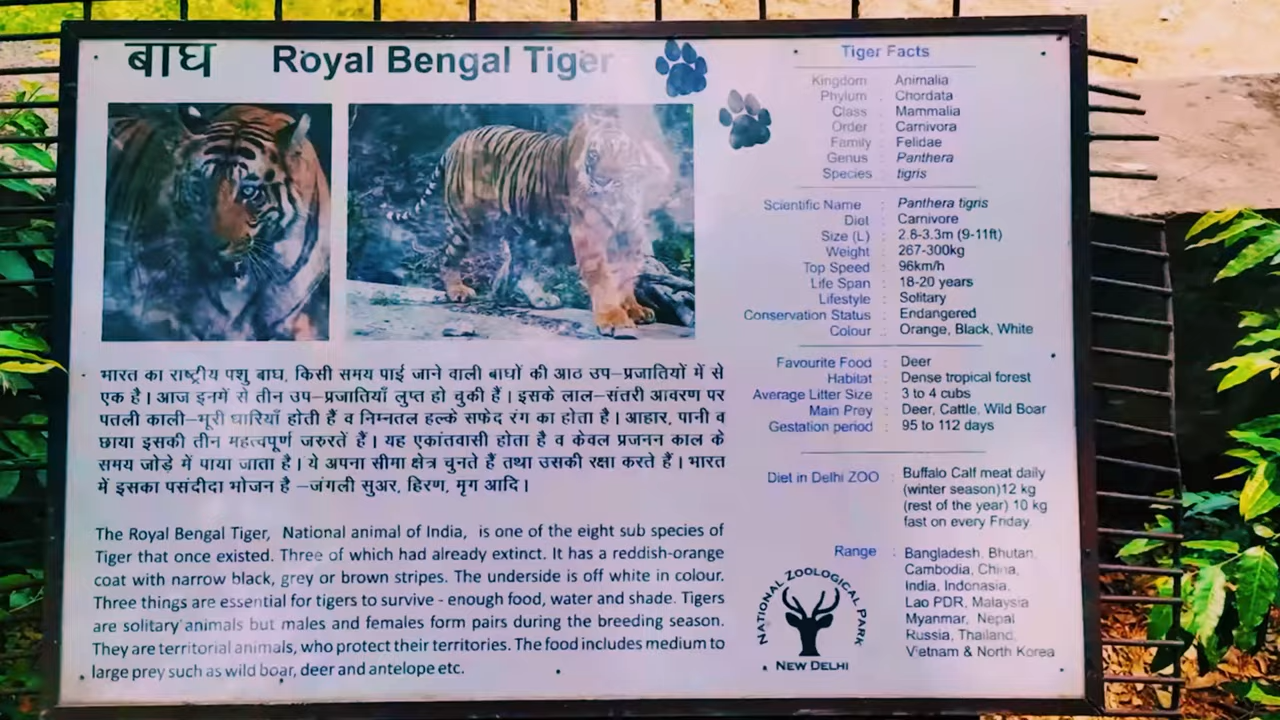 बाघ Royal Bengal Tiger
भारत का राष्ट्रीय पशु बाघ, किसी समय पाई जाने वाली बाघों की आठ उप–प्रजातियों में से
एक है। आज इनमें से तीन उप–प्रजातियाँ लुप्त हो चुकी हैं। इसके लाल–संतरी आवरण पर
पतली काली–भूरी धारियाँ होती हैं व निम्नतल हल्के सफेद रंग का होता है। आहार, पानी व
छाया इसकी तीन महत्वपूर्ण जरुरतें हैं। यह एकांतवासी होता है व केवल प्रजनन काल के
समय जोड़े में पाया जाता है। ये अपना सीमा क्षेत्र चुनते हैं तथा उसकी रक्षा करते हैं। भारत
में इसका पसंदीदा भोजन है –जंगली सुअर, हिरण, मृग आदि।
The Royal Bengal Tiger, National animal of India, is one of the eight sub species of
Tiger that once existed. Three of which had already extinct. It has a reddish-orange
coat with narrow black, grey or brown stripes. The underside is off white in colour.
Three things are essential for tigers to survive - enough food, water and shade. Tigers
are solitary animals but males and females form pairs during the breeding season.
They are territorial animals, who protect their territories. The food includes medium to
large prey such as wild boar, deer and antelope etc.
Tiger Facts
Kingdom : Animalia
Phylum : Chordata
Class : Mammalia
Order : Carnivora
Family : Felidae
Genus : Panthera
Species : tigris
Scientific Name : Panthera tigris
Diet : Carnivore
Size (L) : 2.8-3.3m (9-11ft)
Weight : 267-300kg
Top Speed : 96km/h
Life Span : 18-20 years
Lifestyle : Solitary
Conservation Status : Endangered
Colour : Orange, Black, White
Favourite Food : Deer
Habitat : Dense tropical forest
Average Litter Size : 3 to 4 cubs
Main Prey : Deer, Cattle, Wild Boar
Gestation period : 95 to 112 days
Diet in Delhi ZOO : Buffalo Calf meat daily
(winter season)12 kg
(rest of the year) 10 kg
fast on every Friday.
Range : Bangladesh, Bhutan,
Cambodia, China,
India, Indonasia,
Lao PDR, Malaysia
Myanmar, Nepal
Russia, Thailand,
Vietnam & North Korea
NATIONAL ZOOLOGICAL PARK
NEW DELHI